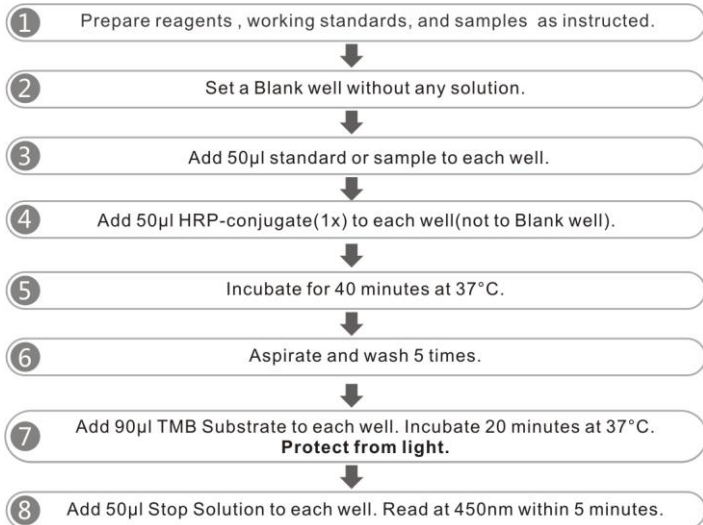 1 Prepare reagents , working standards, and samples as instructed.
2 Set a Blank well without any solution.
3 Add 50μl standard or sample to each well.
4 Add 50μl HRP-conjugate(1x) to each well(not to Blank well).
5 Incubate for 40 minutes at 37°C.
6 Aspirate and wash 5 times.
7 Add 90μl TMB Substrate to each well. Incubate 20 minutes at 37°C.
Protect from light.
8 Add 50μl Stop Solution to each well. Read at 450nm within 5 minutes.